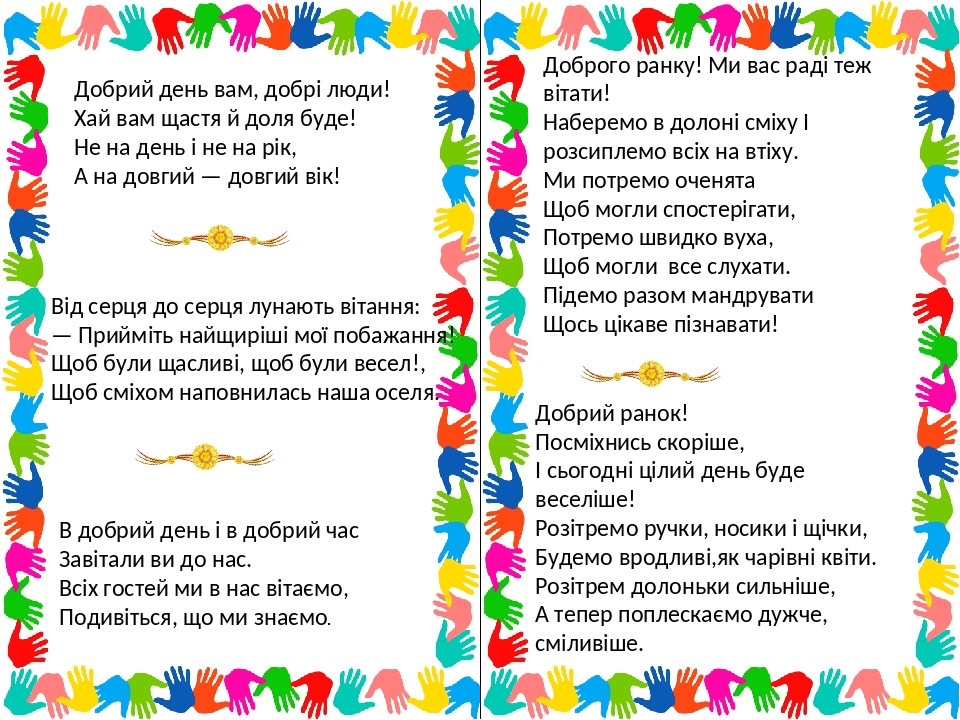 Добрий день вам, добрі люди!
Хай вам щастя й доля буде!
Не на день і не на рік,
А на довгий — довгий вік!
Від серця до серця лунають вітання:
— Прийміть найщиріші мої побажання!
Щоб були щасливі, щоб були весел!,
Щоб сміхом наповнилась наша оселя.
В добрий день і в добрий час
Завітали ви до нас.
Всіх гостей ми в нас вітаємо,
Подивіться, що ми знаємо.
Доброго ранку! Ми вас раді теж
вітати!
Наберемо в долоні сміху І
розсиплемо всіх на втіху.
Ми потремо оченята
Щоб могли спостерігати,
Потремо швидко вуха,
Щоб могли  все слухати.
Підемо разом мандрувати
Щось цікаве пізнавати!
Добрий ранок!
Посміхнись скоріше,
І сьогодні цілий день буде
веселіше!
Розітремо ручки, носики і щічки,
Будемо вродливі,як чарівні квіти.
Розітрем долоньки сильніше,
А тепер поплескаємо дужче,
сміливіше.